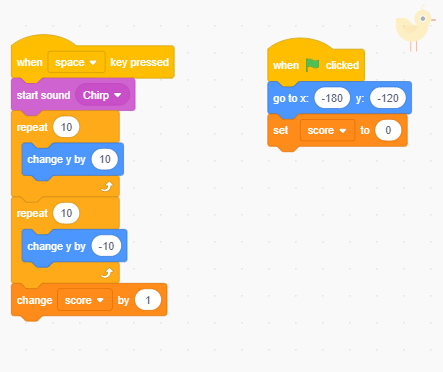 when space key pressed
start sound Chirp
repeat 10
change y by 10
repeat 10
change y by -10
change score by 1
when clicked
go to x: -180 y: -120
set score to 0